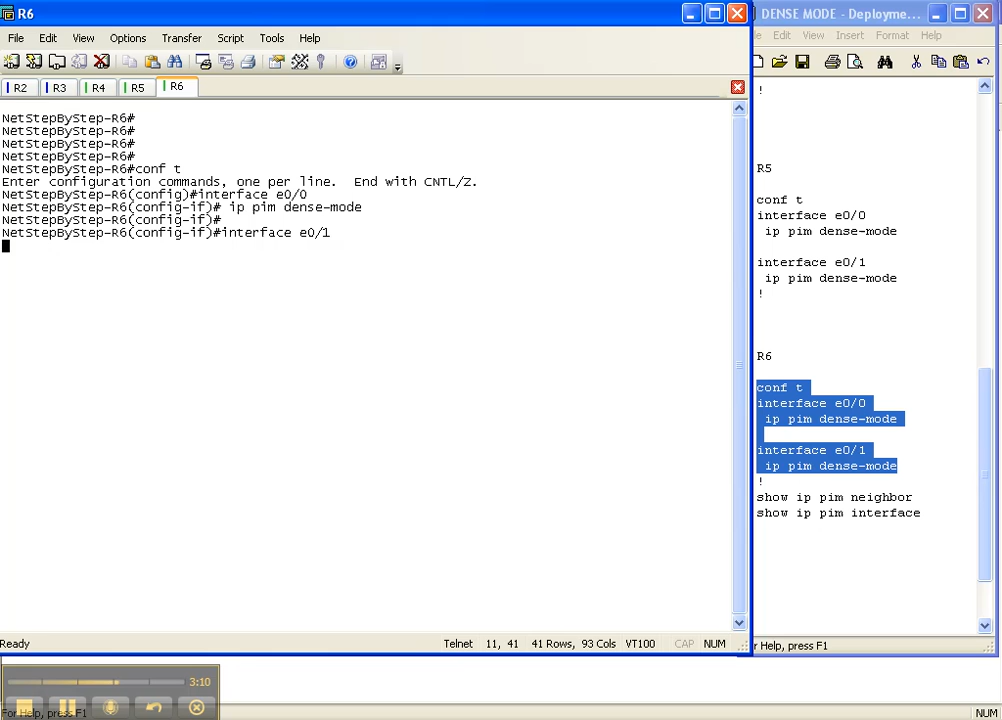 R6
File Edit View Options Transfer Script Tools Help
R2 R3 R4 R5 R6
NetStepByStep-R6#
NetStepByStep-R6#
NetStepByStep-R6#
NetStepByStep-R6#
NetStepByStep-R6#conf t
Enter configuration commands, one per line.  End with CNTL/Z.
NetStepByStep-R6(config)#interface e0/0
NetStepByStep-R6(config-if)# ip pim dense-mode
NetStepByStep-R6(config-if)#
NetStepByStep-R6(config-if)#interface e0/1
Ready Telnet 11, 41 41 Rows, 93 Cols VT100 CAP NUM
DENSE MODE - Deployme...
Edit View Insert Format Help
!
R5
conf t
interface e0/0
ip pim dense-mode
interface e0/1
ip pim dense-mode
!
R6
conf t
interface e0/0
ip pim dense-mode
interface e0/1
ip pim dense-mode
!
show ip pim neighbor
show ip pim interface
or Help, press F1
3:10
For Help, press F1
NUM